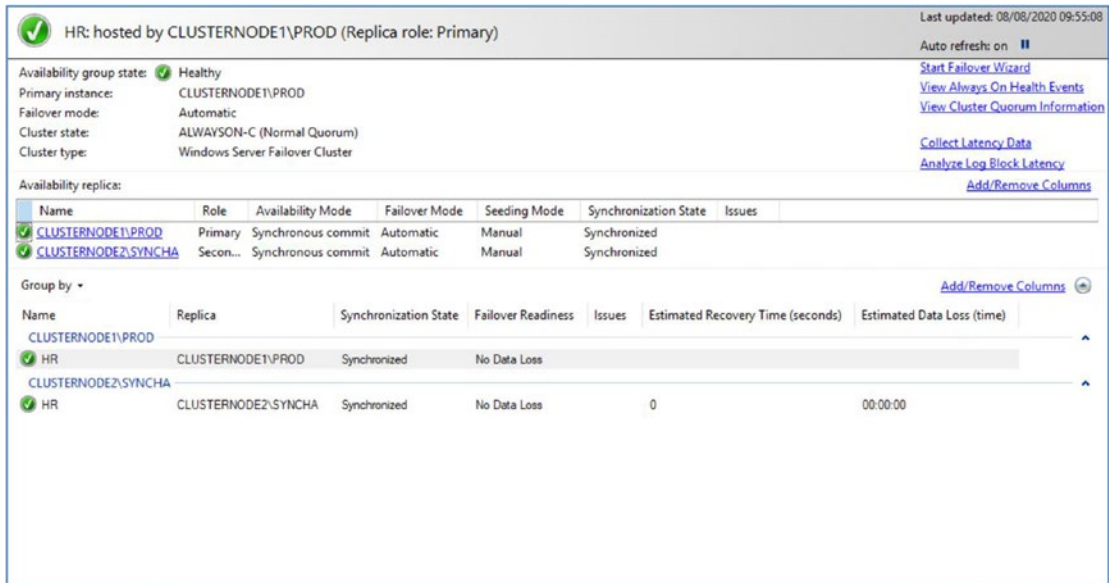 HR: hosted by CLUSTERNODE1\PROD (Replica role: Primary)
Last updated: 08/08/2020 09:55:08
Auto refresh: on
Availability group state: Healthy
Primary instance: CLUSTERNODE1\PROD
Failover mode: Automatic
Cluster state: ALWAYSON-C (Normal Quorum)
Cluster type: Windows Server Failover Cluster
Start Failover Wizard
View Always On Health Events
View Cluster Quorum Information
Collect Latency Data
Analyze Log Block Latency
Availability replica: Add/Remove Columns
Name Role Availability Mode Failover Mode Seeding Mode Synchronization State Issues
CLUSTERNODE1\PROD Primary Synchronous commit Automatic Manual Synchronized
CLUSTERNODE2\SYNCHA Secon... Synchronous commit Automatic Manual Synchronized
Group by Add/Remove Columns
Name Replica Synchronization State Failover Readiness Issues Estimated Recovery Time (seconds) Estimated Data Loss (time)
CLUSTERNODE1\PROD
HR CLUSTERNODE1\PROD Synchronized No Data Loss
CLUSTERNODE2\SYNCHA
HR CLUSTERNODE2\SYNCHA Synchronized No Data Loss 0 00:00:00